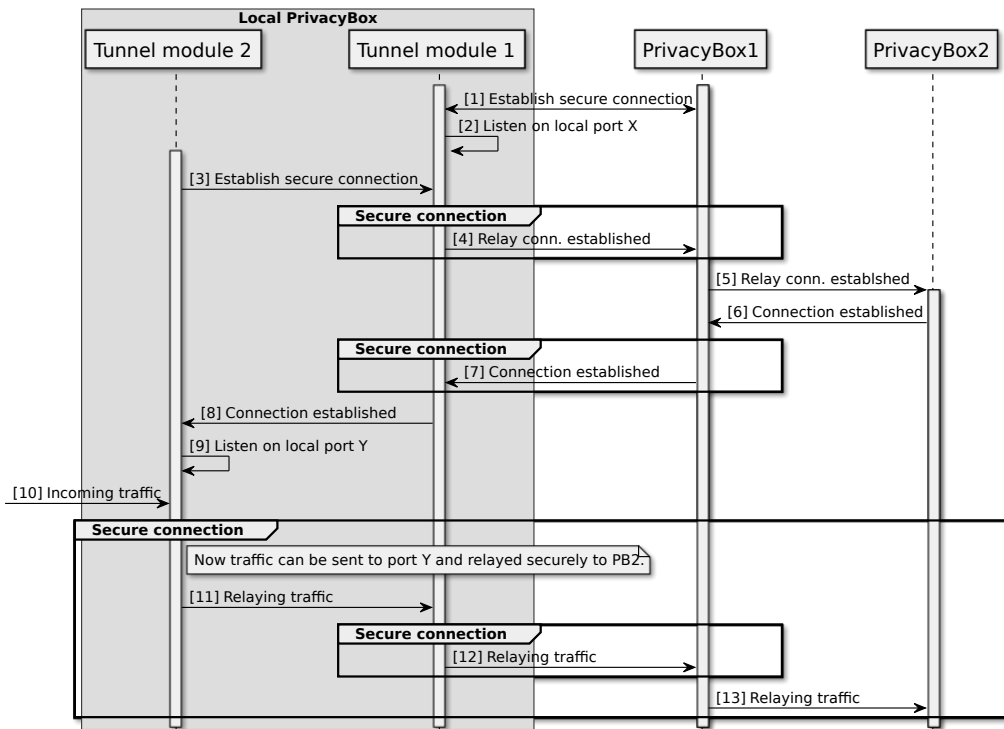 Local PrivacyBox
Tunnel module 2
Tunnel module 1
PrivacyBox1
PrivacyBox2
[1] Establish secure connection
[2] Listen on local port X
[3] Establish secure connection
Secure connection
[4] Relay conn. established
[5] Relay conn. establshed
[6] Connection established
Secure connection
[7] Connection established
[8] Connection established
[9] Listen on local port Y
[10] Incoming traffic
Secure connection
Now traffic can be sent to port Y and relayed securely to PB2.
[11] Relaying traffic
Secure connection
[12] Relaying traffic
[13] Relaying traffic